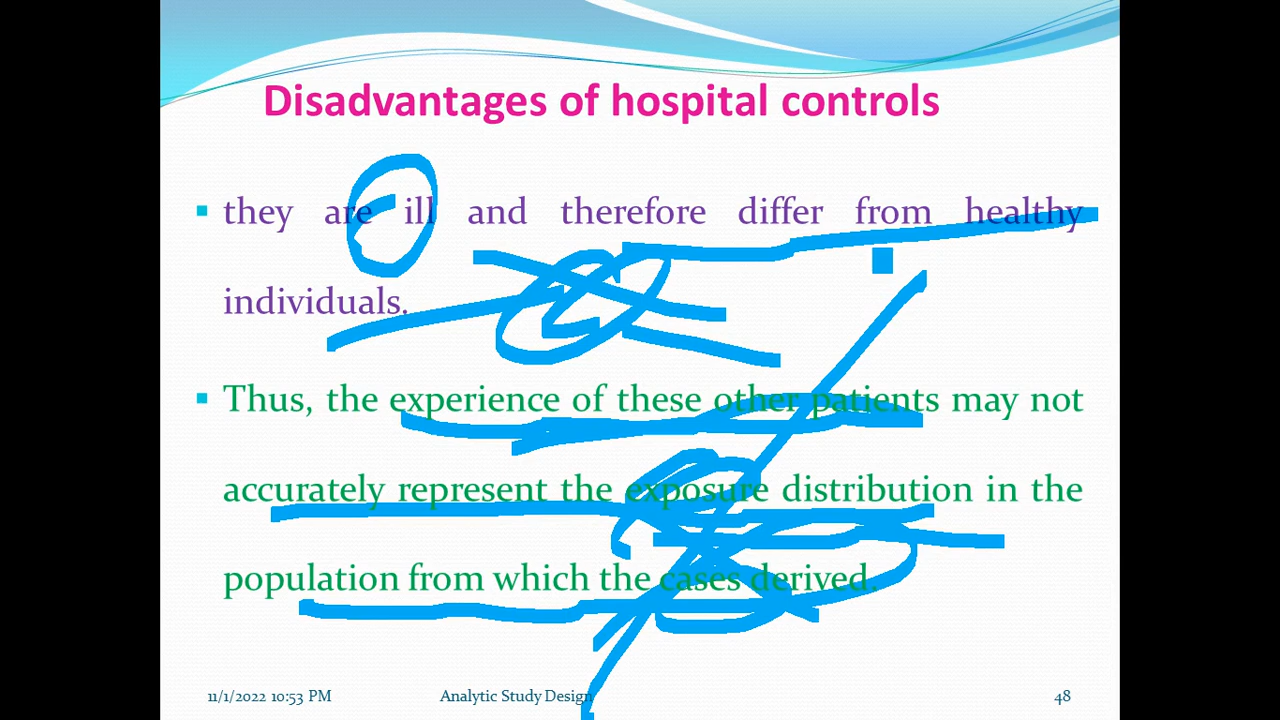 Disadvantages of hospital controls
▪ they are ill and therefore differ from healthy
individuals.
▪ Thus, the experience of these other patients may not
accurately represent the exposure distribution in the
population from which the cases derived.
11/1/2022 10:53 PM Analytic Study Design 48